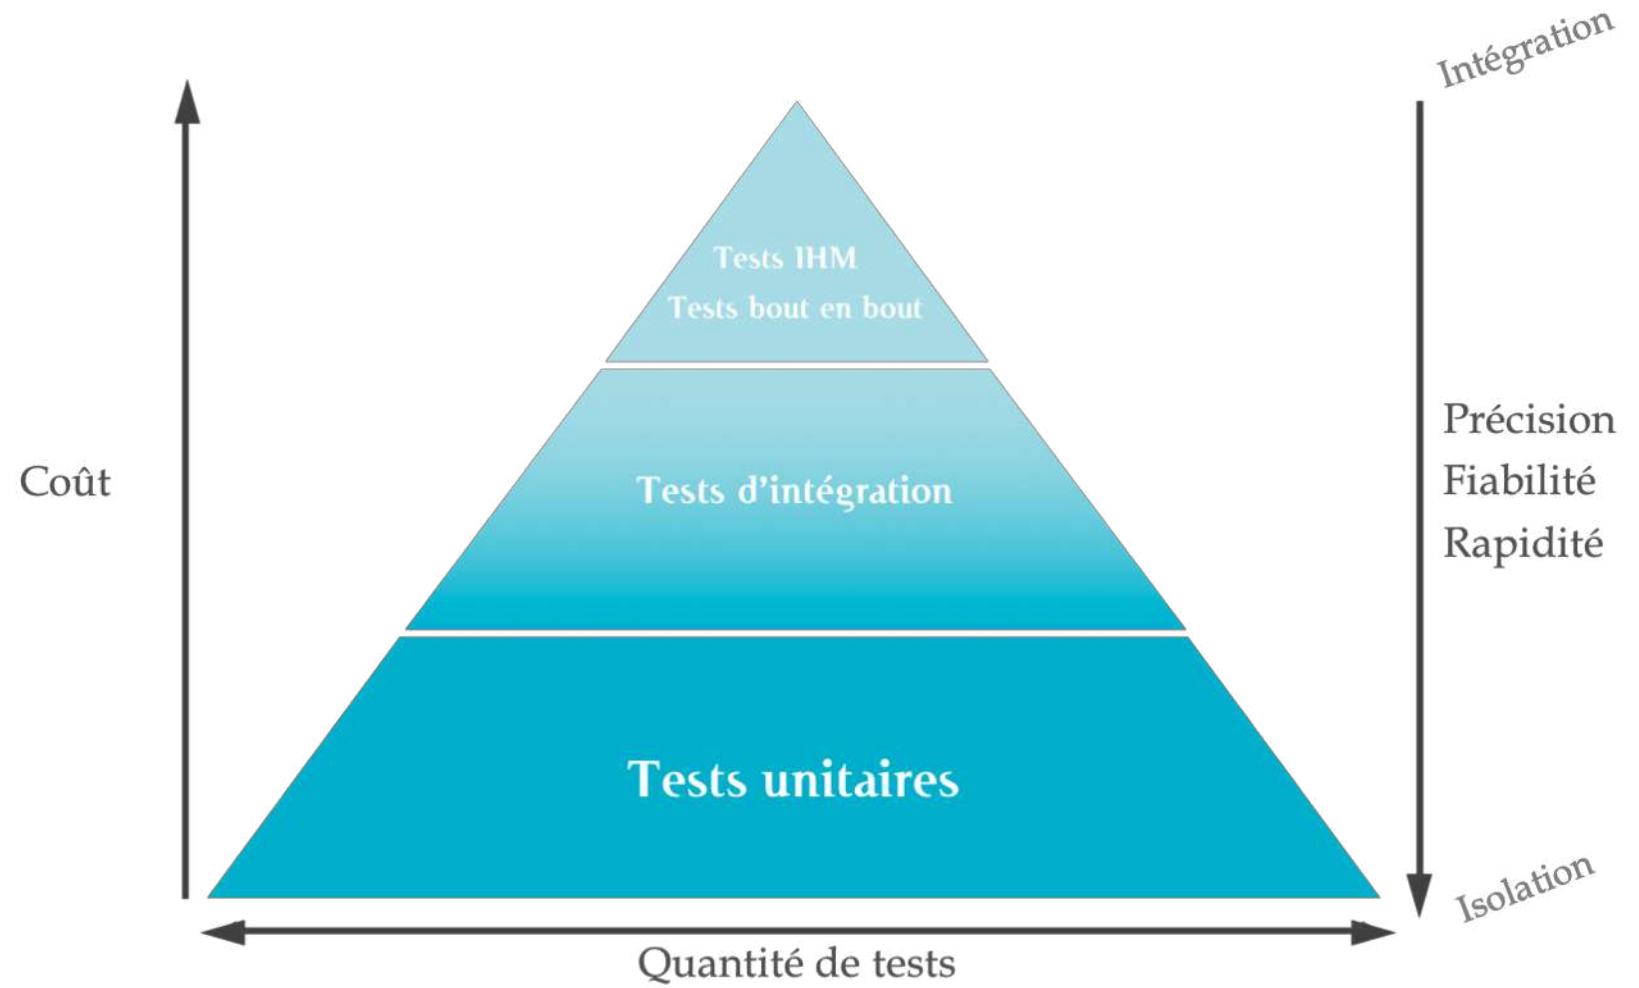 Intégration
Tests IHM
Tests bout en bout
Précision
Coût
Fiabilité
Tests d'intégration
Rapidité
Tests unitaires
Isolation
Quantité de tests